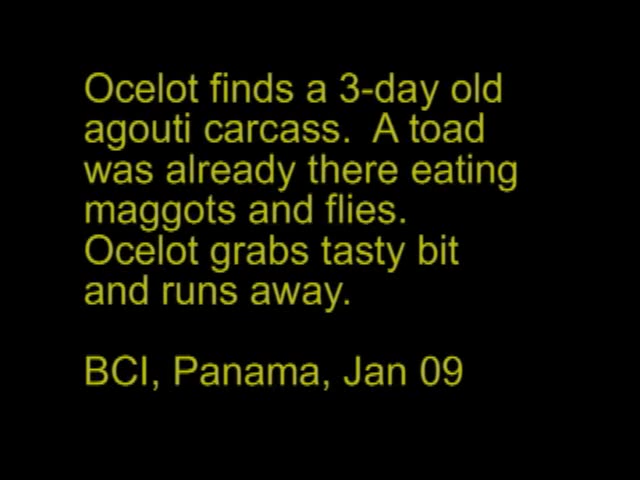 Ocelot finds a 3-day old
agouti carcass.  A toad
was already there eating
maggots and flies.
Ocelot grabs tasty bit
and runs away.
BCI, Panama, Jan 09